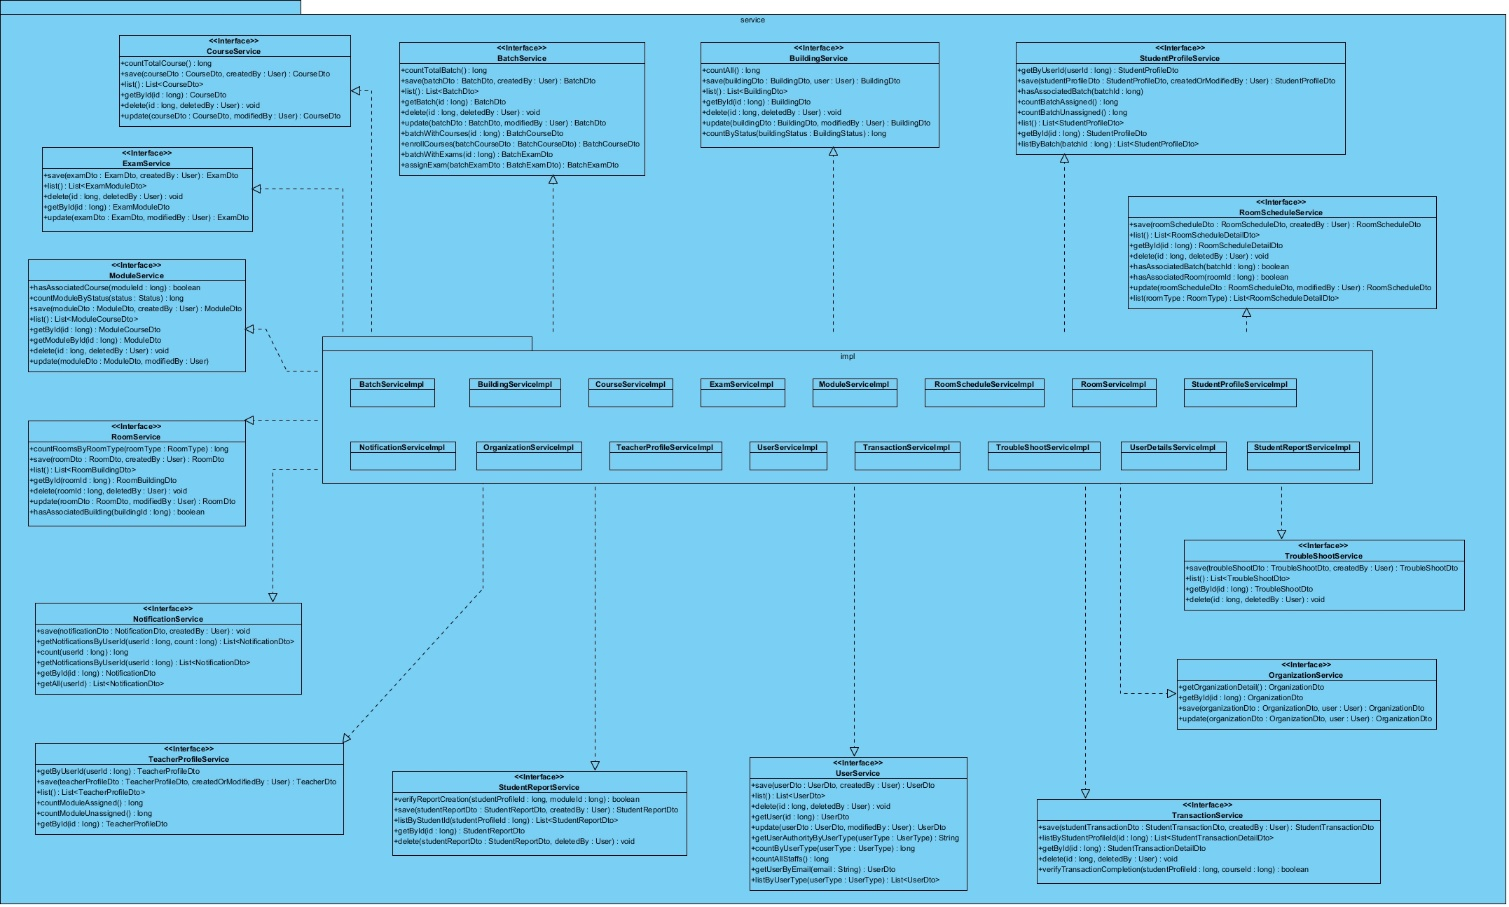 service
<<Interface>>
CourseService
+countTotalCourse() : long
+save(courseDto : CourseDto, createdBy : User) : CourseDto
+list() : List<CourseDto>
+getById(id : long) : CourseDto
+delete(id : long, deletedBy : User) : void
+update(courseDto : CourseDto, modifiedBy : User) : CourseDto
<<Interface>>
BatchService
+countTotalBatch() : long
+save(batchDto : BatchDto, createdBy : User) : BatchDto
+list() : List<BatchDto>
+getBatch(id : long) : BatchDto
+delete(id : long, deletedBy : User) : void
+update(batchDto : BatchDto, modifiedBy : User) : BatchDto
+batchWithCourses(id : long) : BatchCourseDto
+enrollCourses(batchCourseDto : BatchCourseDto) : BatchCourseDto
+batchWithExams(id : long) : BatchExamDto
+assignExam(batchExamDto : BatchExamDto) : BatchExamDto
<<Interface>>
BuildingService
+countAll() : long
+save(buildingDto : BuildingDto, user : User) : BuildingDto
+list() : List<BuildingDto>
+getById(id : long) : BuildingDto
+delete(id : long, deletedBy : User) : void
+update(buildingDto : BuildingDto, modifiedBy : User) : BuildingDto
+countByStatus(buildingStatus : BuildingStatus) : long
<<Interface>>
StudentProfileService
+getByUserId(userId : long) : StudentProfileDto
+save(studentProfileDto : StudentProfileDto, createdOrModifiedBy : User) : StudentProfileDto
+hasAssociatedBatch(batchId : long)
+countBatchAssigned() : long
+countBatchUnassigned() : long
+list() : List<StudentProfileDto>
+getById(id : long) : StudentProfileDto
+listByBatch(batchId : long) : List<StudentProfileDto>
<<Interface>>
ExamService
+save(examDto : ExamDto, createdBy : User) : ExamDto
+list() : List<ExamModuleDto>
+delete(id : long, deletedBy : User) : void
+getById(id : long) : ExamModuleDto
+update(examDto : ExamDto, modifiedBy : User) : ExamDto
<<Interface>>
RoomScheduleService
+save(roomScheduleDto : RoomScheduleDto, createdBy : User) : RoomScheduleDto
+list() : List<RoomScheduleDetailDto>
+getById(id : long) : RoomScheduleDetailDto
+delete(id : long, deletedBy : User) : void
+hasAssociatedBatch(batchId : long) : boolean
+hasAssociatedRoom(roomId : long) : boolean
+update(roomScheduleDto : RoomScheduleDto, modifiedBy : User) : RoomScheduleDto
+list(roomType : RoomType) : List<RoomScheduleDetailDto>
<<Interface>>
ModuleService
+hasAssociatedCourse(moduleId : long) : boolean
+countModuleByStatus(status : Status) : long
+save(moduleDto : ModuleDto, createdBy : User) : ModuleDto
+list() : List<ModuleCourseDto>
+getById(id : long) : ModuleCourseDto
+getModuleById(id : long) : ModuleDto
+delete(id : long, deletedBy : User) : void
+update(moduleDto : ModuleDto, modifiedBy : User)
impl
BatchServiceImpl
BuildingServiceImpl
CourseServiceImpl
ExamServiceImpl
ModuleServiceImpl
RoomScheduleServiceImpl
RoomServiceImpl
StudentProfileServiceImpl
NotificationServiceImpl
OrganizationServiceImpl
TeacherProfileServiceImpl
UserServiceImpl
TransactionServiceImpl
TroubleShootServiceImpl
UserDetailsServiceImpl
StudentReportServiceImpl
<<Interface>>
RoomService
+countRoomsByRoomType(roomType : RoomType) : long
+save(roomDto : RoomDto, createdBy : User) : RoomDto
+list() : List<RoomBuildingDto>
+getById(roomId : long) : RoomBuildingDto
+delete(roomId : long, deletedBy : User) : void
+update(roomDto : RoomDto, modifiedBy : User) : RoomDto
+hasAssociatedBuilding(buildingId : long) : boolean
<<Interface>>
TroubleShootService
+save(troubleShootDto : TroubleShootDto, createdBy : User) : TroubleShootDto
+list() : List<TroubleShootDto>
+getById(id : long) : TroubleShootDto
+delete(id : long, deletedBy : User) : void
<<Interface>>
NotificationService
+save(notificationDto : NotificationDto, createdBy : User) : void
+getNotificationsByUserId(userId : long, count : long) : List<NotificationDto>
+count(userId : long) : long
+getNotificationsByUserId(userId : long) : List<NotificationDto>
+getById(id : long) : NotificationDto
+getAll(userId) : List<NotificationDto>
<<Interface>>
OrganizationService
+getOrganizationDetail() : OrganizationDto
+getById(id : long) : OrganizationDto
+save(organizationDto : OrganizationDto, user : User) : OrganizationDto
+update(organizationDto : OrganizationDto, user : User) : OrganizationDto
<<Interface>>
TeacherProfileService
+getByUserId(userId : long) : TeacherProfileDto
+save(teacherProfileDto : TeacherProfileDto, createdOrModifiedBy : User) : TeacherDto
+list() : List<TeacherProfileDto>
+countModuleAssigned() : long
+countModuleUnassigned() : long
+getById(id : long) : TeacherProfileDto
<<Interface>>
StudentReportService
+verifyReportCreation(studentProfileId : long, moduleId : long) : boolean
+save(studentReportDto : StudentReportDto, createdBy : User) : StudentReportDto
+listByStudentId(studentProfileId : long) : List<StudentReportDto>
+getById(id : long) : StudentReportDto
+delete(studentReportDto : StudentReportDto, deletedBy : User) : void
<<Interface>>
UserService
+save(userDto : UserDto, createdBy : User) : UserDto
+list() : List<UserDto>
+delete(id : long, deletedBy : User) : void
+getUser(id : long) : UserDto
+update(userDto : UserDto, modifiedBy : User) : UserDto
+getUserAuthorityByUserType(userType : UserType) : String
+countByUserType(userType : UserType) : long
+countAllStaffs() : long
+getUserByEmail(email : String) : UserDto
+listByUserType(userType : UserType) : List<UserDto>
<<Interface>>
TransactionService
+save(studentTransactionDto : StudentTransactionDto, createdBy : User) : StudentTransactionDto
+listByStudentProfileId(id : long) : List<StudentTransactionDetailDto>
+getById(id : long) : StudentTransactionDetailDto
+delete(id : long, deletedBy : User) : void
+verifyTransactionCompletion(studentProfileId : long, courseId : long) : boolean